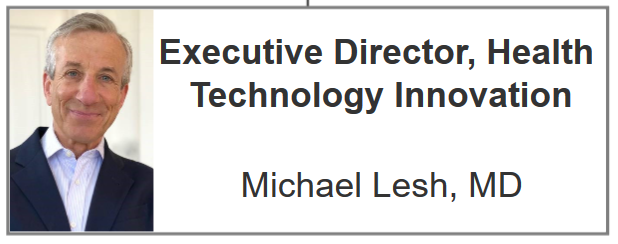 Executive Director, Health
Technology Innovation
Michael Lesh, MD